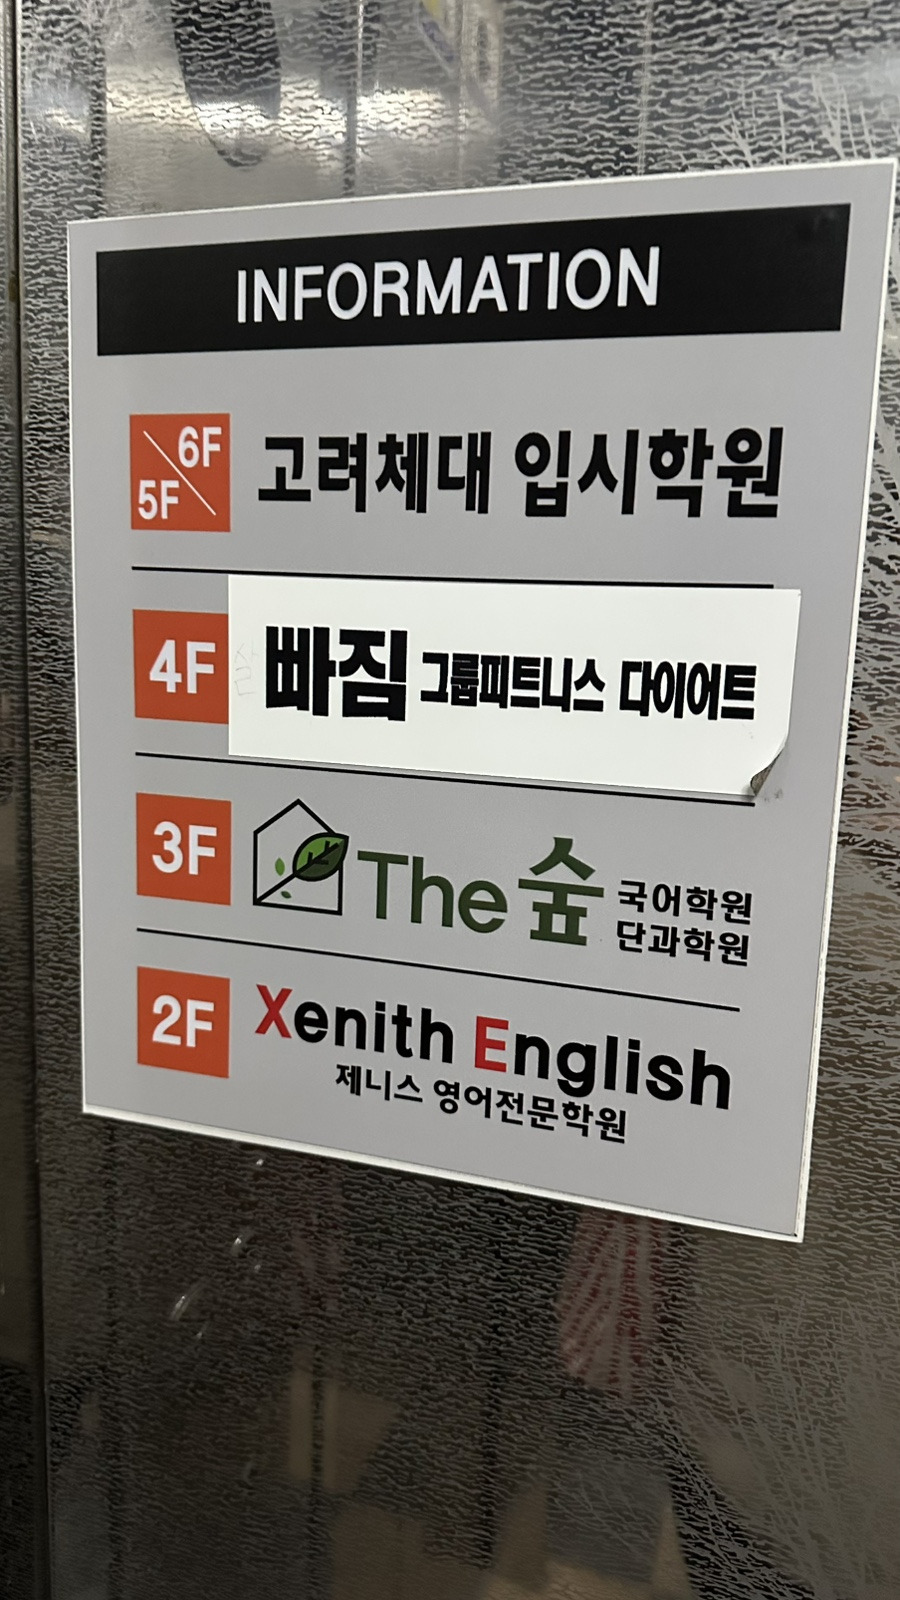 INFORMATION
6F
5F
고려체대 입시학원
4F
빠짐 그룹피트니스 다이어트
3F
The 숲 국어학원
단과학원
2F
Xenith English
제니스 영어전문학원